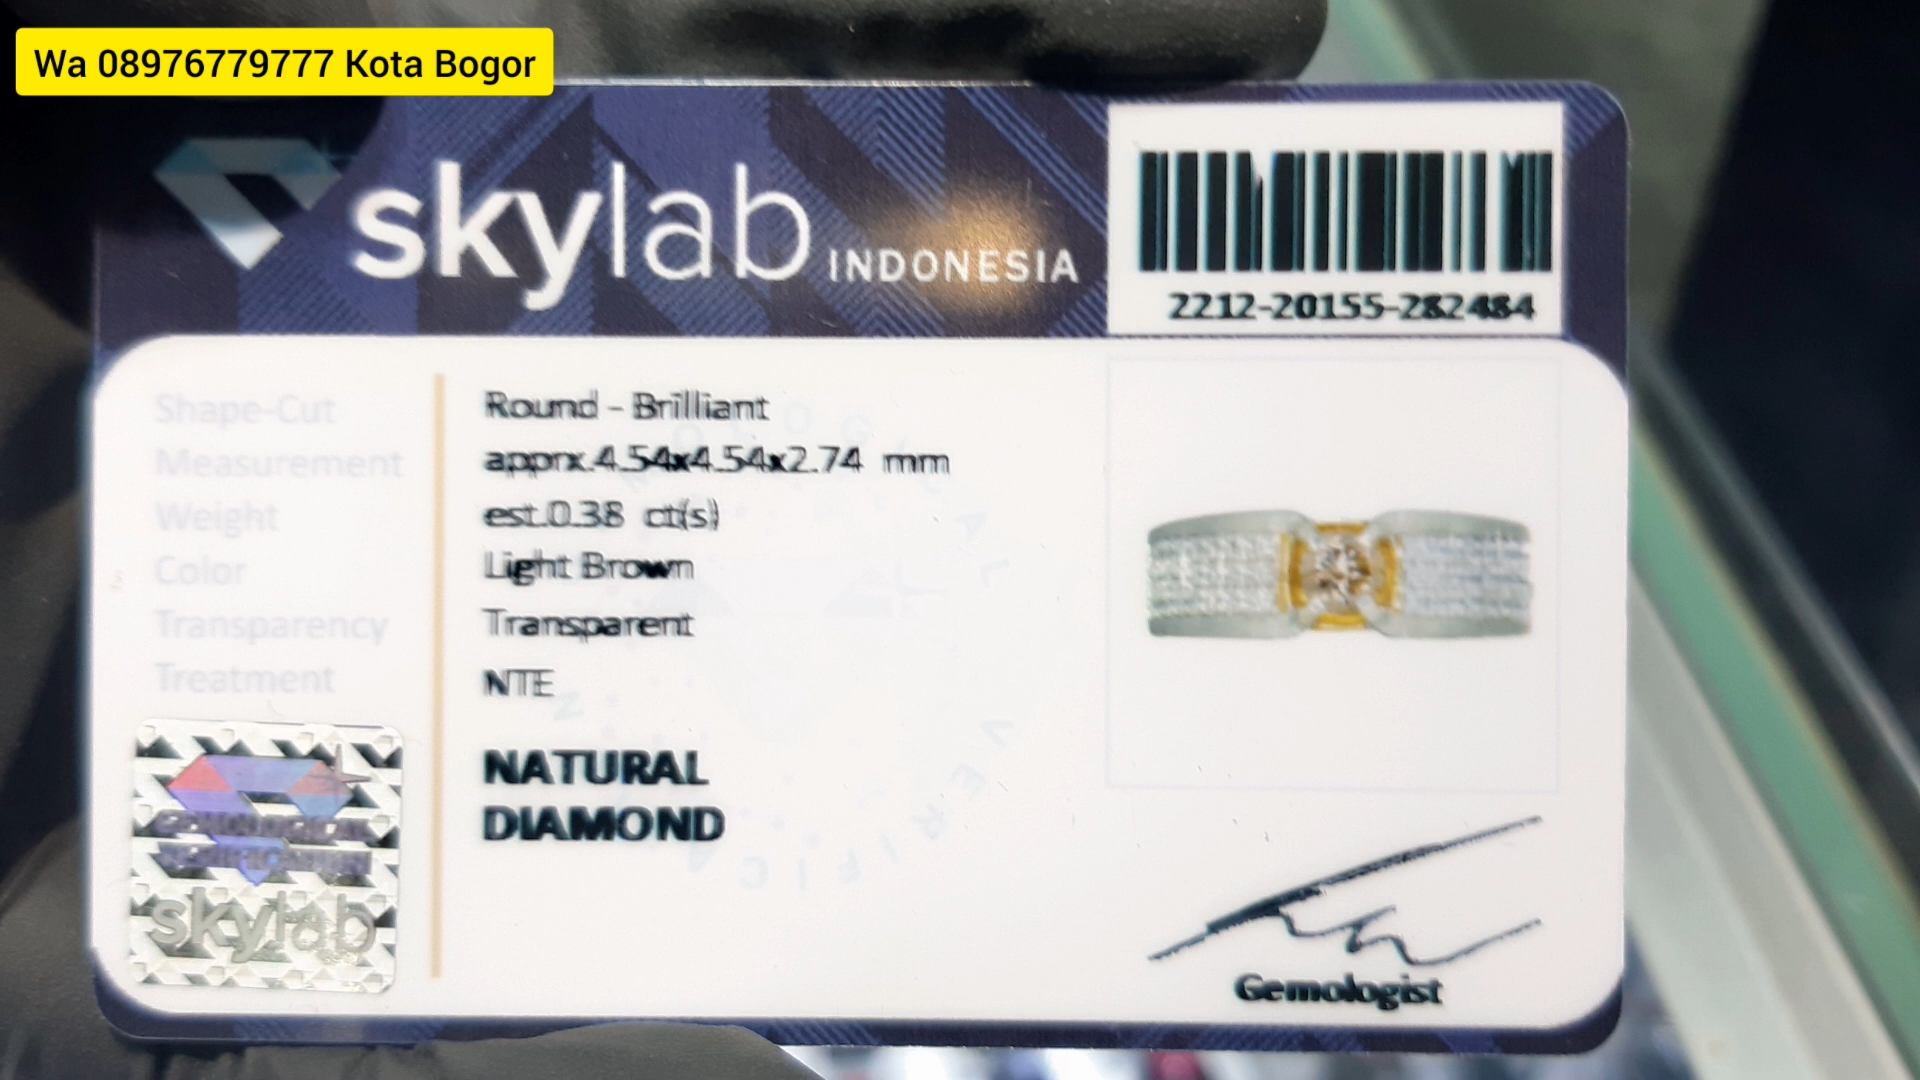 Wa 08976779777 Kota Bogor
skylab INDONESIA
2212-20155-282484
Shape-Cut Round - Brilliant
Measurement apprx.4.54x4.54x2.74 mm
Weight est.0.38 ct(s)
Color Light Brown
Transparency Transparent
Treatment NTE
NATURAL
DIAMOND
GEMOLOGICAL
skylab
Gemologist